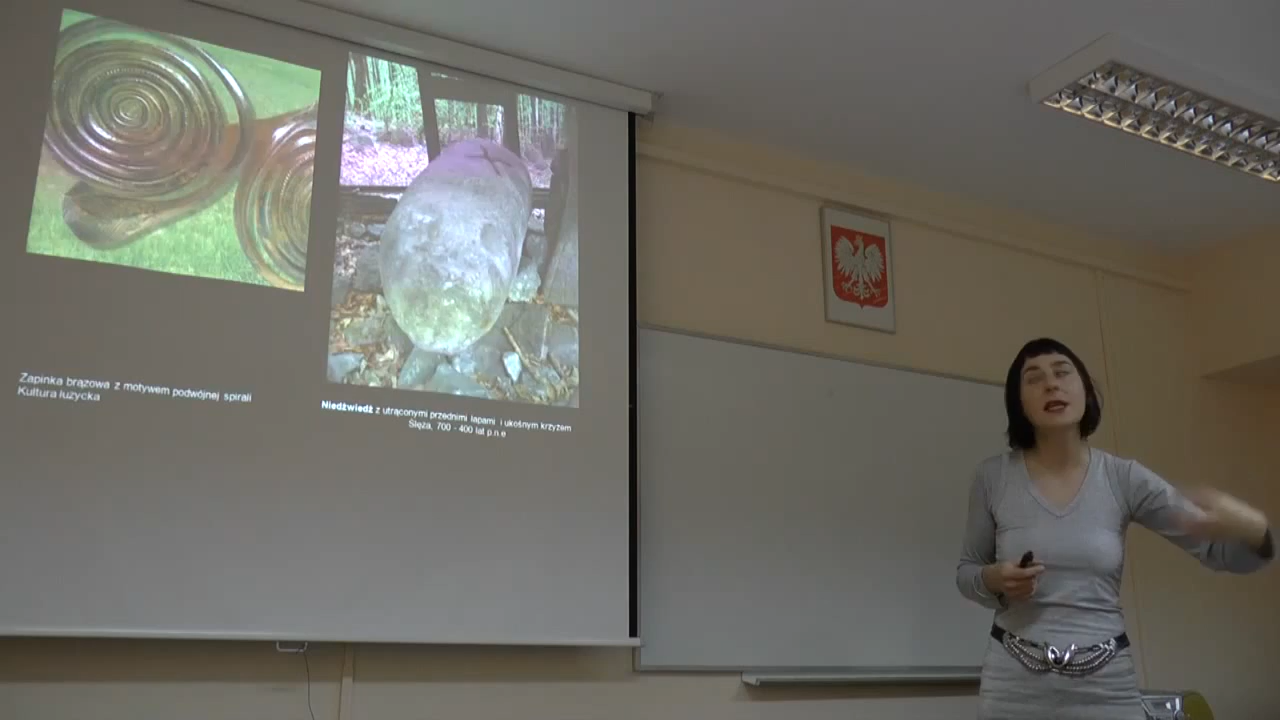 Zapinka brązowa z motywem podwójnej spirali
Kultura łużycka
Niedźwiedź z utrąconymi przednimi łapami i ukośnym krzyżem
Ślęża, 700 - 400 lat p.n.e